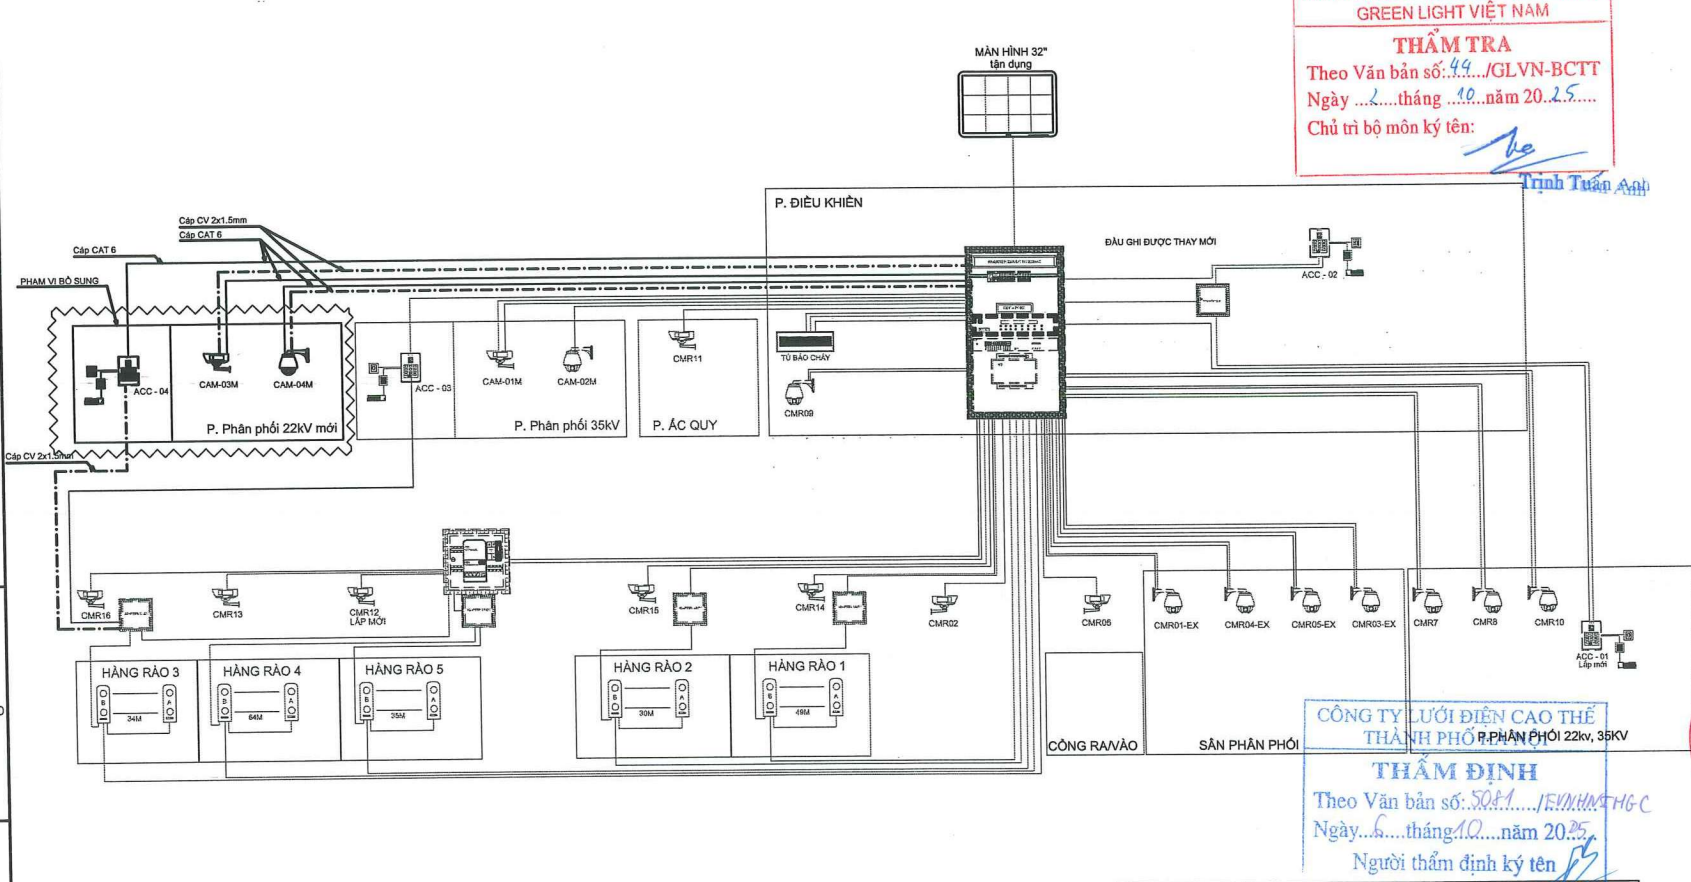 GREEN LIGHT VIỆT NAM
THẨM TRA
Theo Văn bản số: 44 /GLVN-BCTT
Ngày ... 2 ....tháng ..10...năm 20..25......
Chủ trì bộ môn ký tên:
Trịnh Tuấn Anh
MÀN HÌNH 32"
tận dụng
P. ĐIỀU KHIỂN
ĐẦU GHI ĐƯỢC THAY MỚI
ACC - 02
Cáp CV 2x1.5mm
Cáp CAT 6
Cáp CAT 6
PHẠM VI BỔ SUNG
ACC - 04
CAM-03M
CAM-04M
P. Phân phối 22kV mới
ACC - 03
CAM-01M
CAM-02M
P. Phân phối 35kV
CMR11
P. ẮC QUY
TỦ BÁO CHÁY
CMR09
Cáp CV 2x1.5mm
CMR16
CMR13
CMR12
LẮP MỚI
CMR15
CMR14
CMR02
CMR06
CMR01-EX
CMR04-EX
CMR05-EX
CMR03-EX
CMR7
CMR8
CMR10
ACC - 01
Lắp mới
HÀNG RÀO 3
B
A
34M
HÀNG RÀO 4
B
A
64M
HÀNG RÀO 5
B
A
35M
HÀNG RÀO 2
B
A
30M
HÀNG RÀO 1
B
A
49M
CỔNG RA/VÀO
SÂN PHÂN PHỐI
P.PHÂN PHỐI 22kv, 35KV
CÔNG TY LƯỚI ĐIỆN CAO THẾ
THÀNH PHỐ HÀ NỘI
THẨM ĐỊNH
Theo Văn bản số: 5081 ....../EVNHNTHGC
Ngày...6....tháng.10....năm 2025
Người thẩm định ký tên